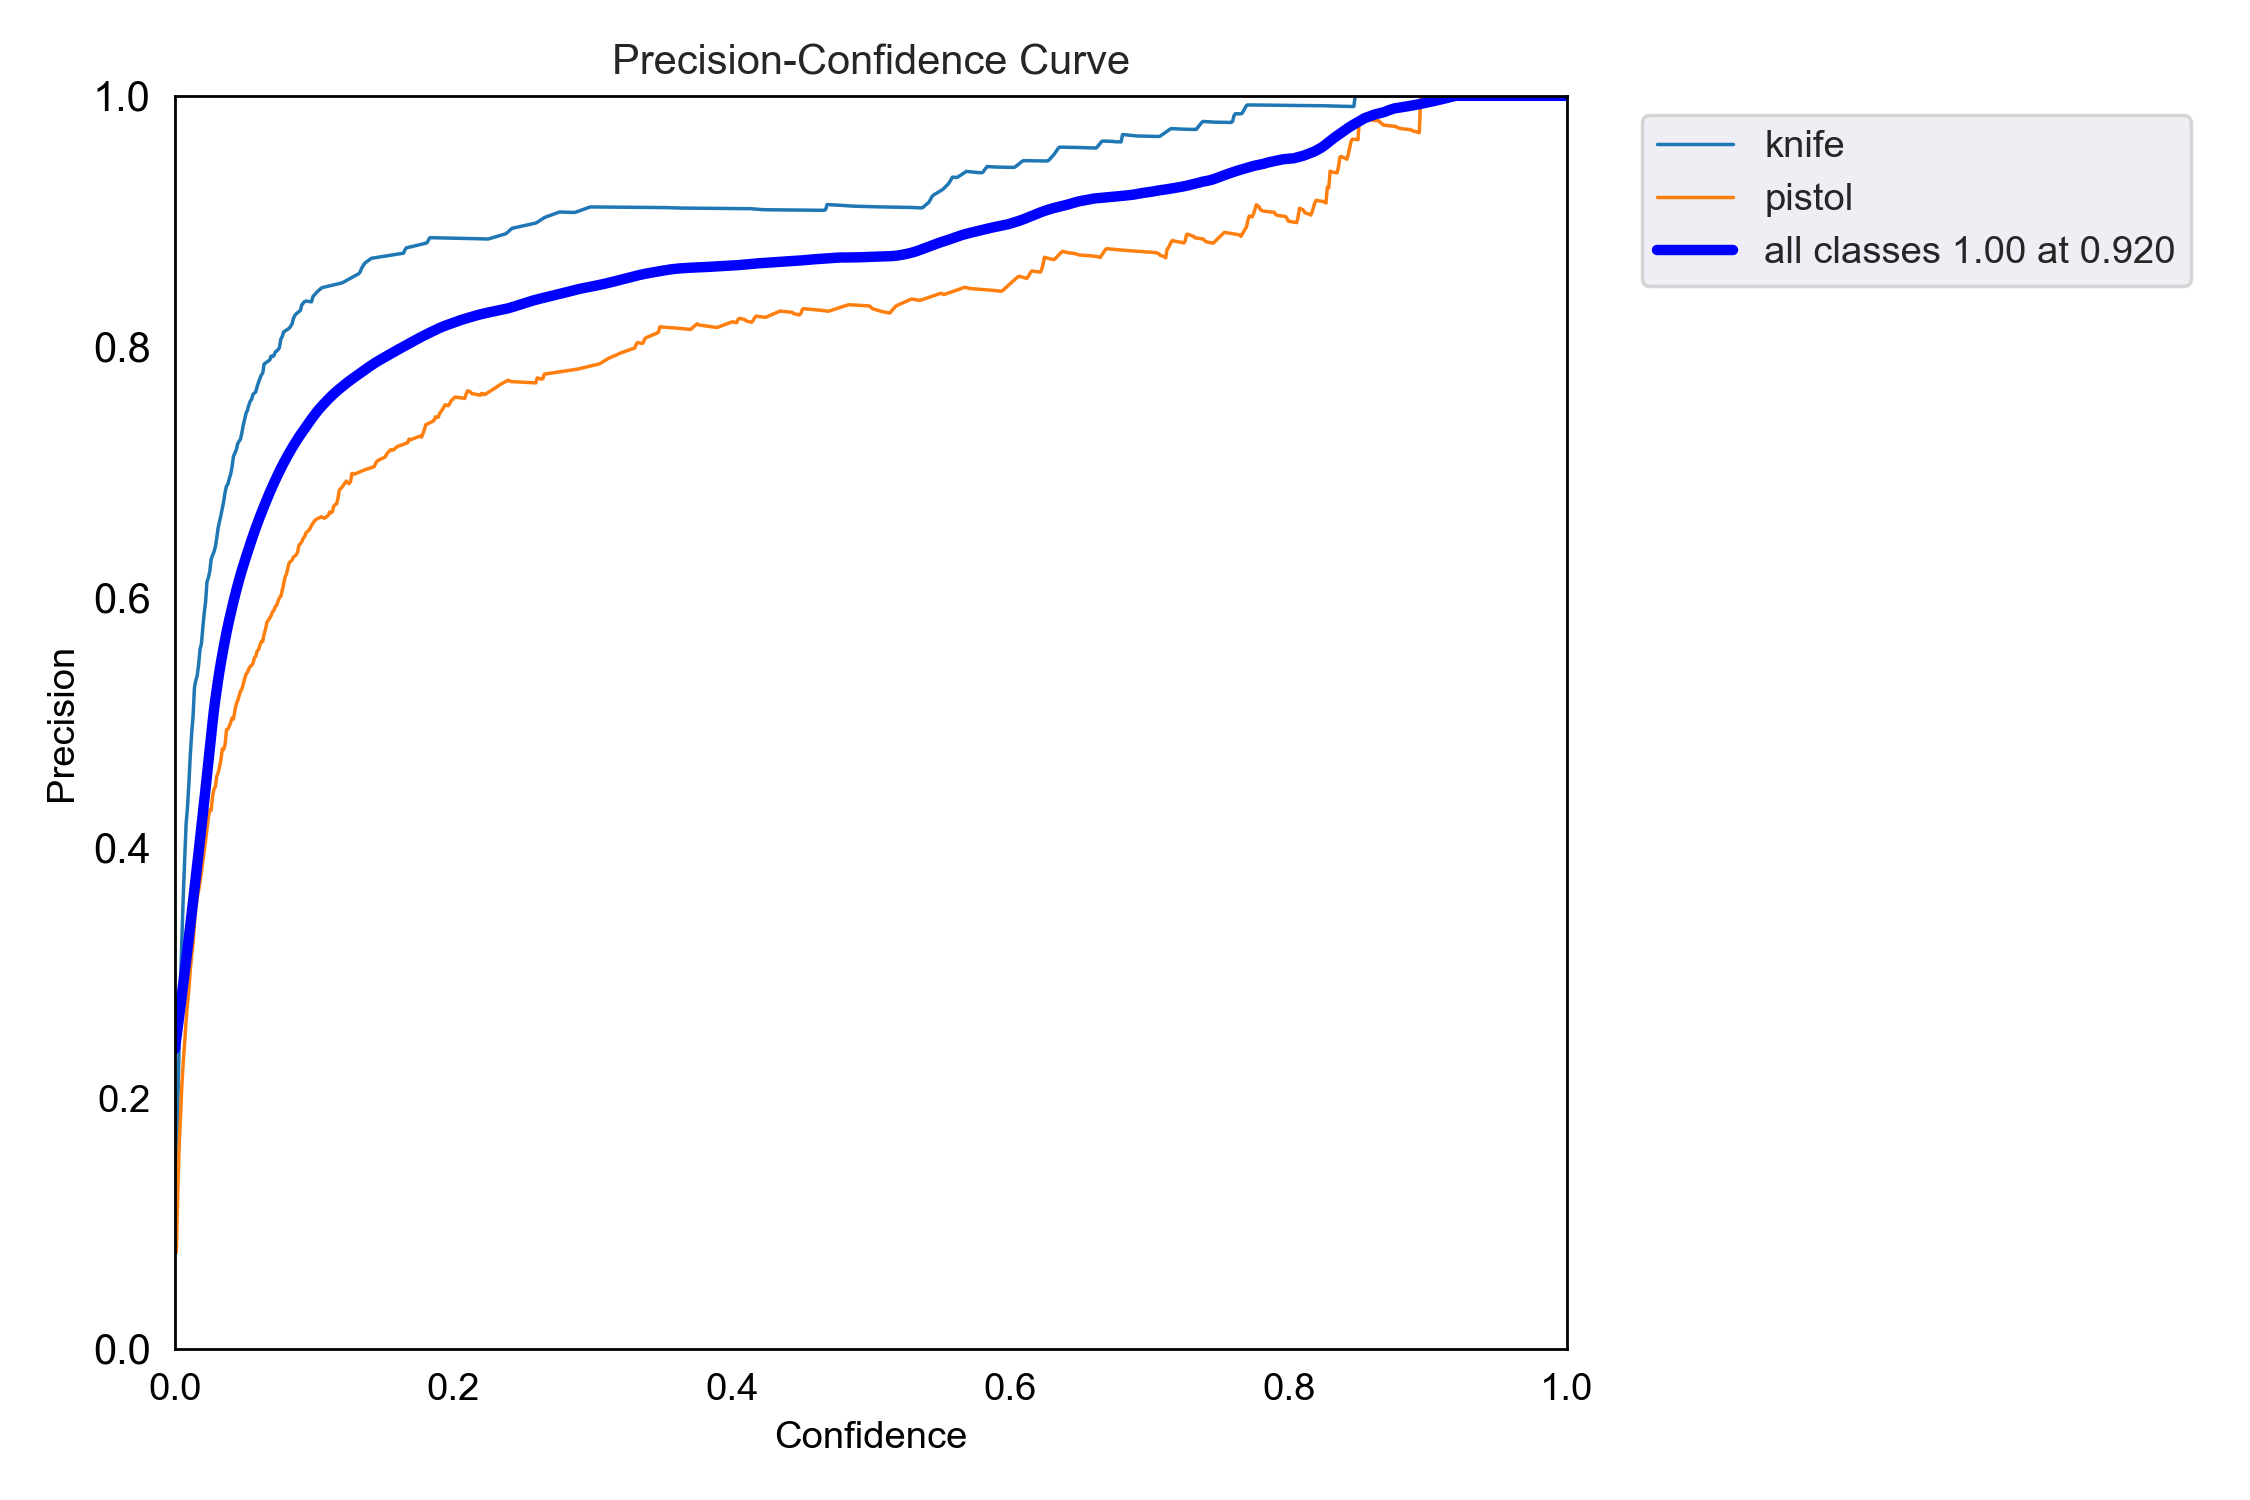 Precision-Confidence Curve
1.0
0.8
0.6
0.4
0.2
0.0
Precision
0.0 0.2 0.4 0.6 0.8 1.0
Confidence
knife
pistol
all classes 1.00 at 0.920